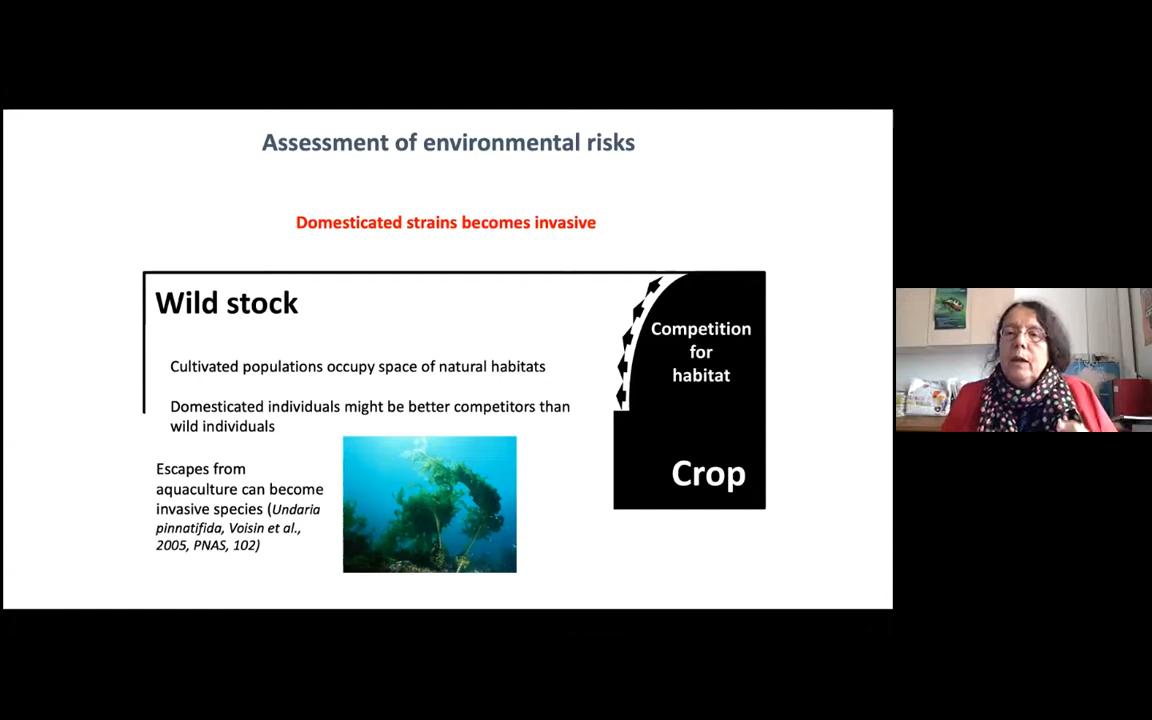 Assessment of environmental risks
Domesticated strains becomes invasive
Wild stock
Cultivated populations occupy space of natural habitats
Domesticated individuals might be better competitors than
wild individuals
Escapes from
aquaculture can become
invasive species (Undaria
pinnatifida, Voisin et al.,
2005, PNAS, 102)
Competition
for
habitat
Crop